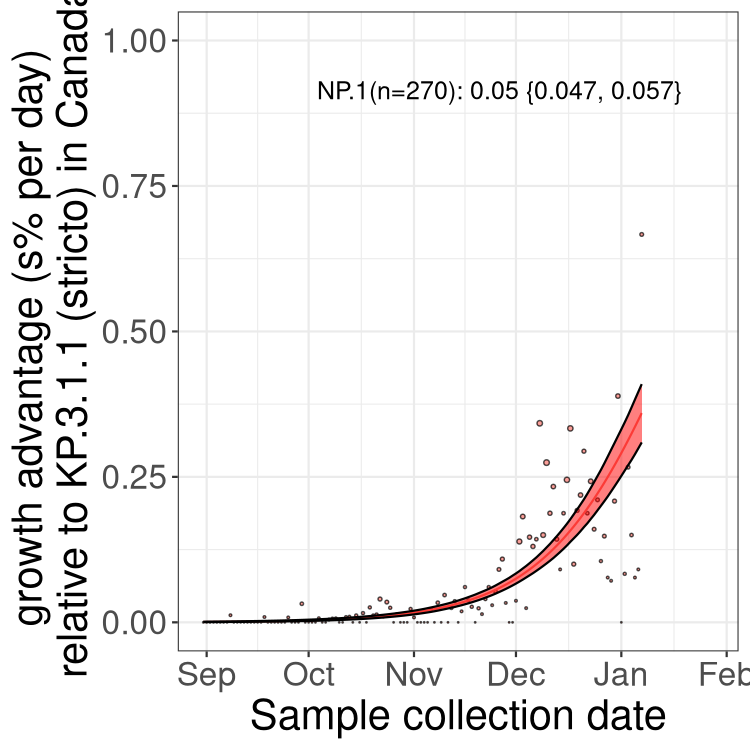 growth advantage (s% per day)
relative to KP.3.1.1 (stricto) in Canada
1.00
0.75
0.50
0.25
0.00
NP.1(n=270): 0.05 {0.047, 0.057}
Sep Oct Nov Dec Jan Feb
Sample collection date